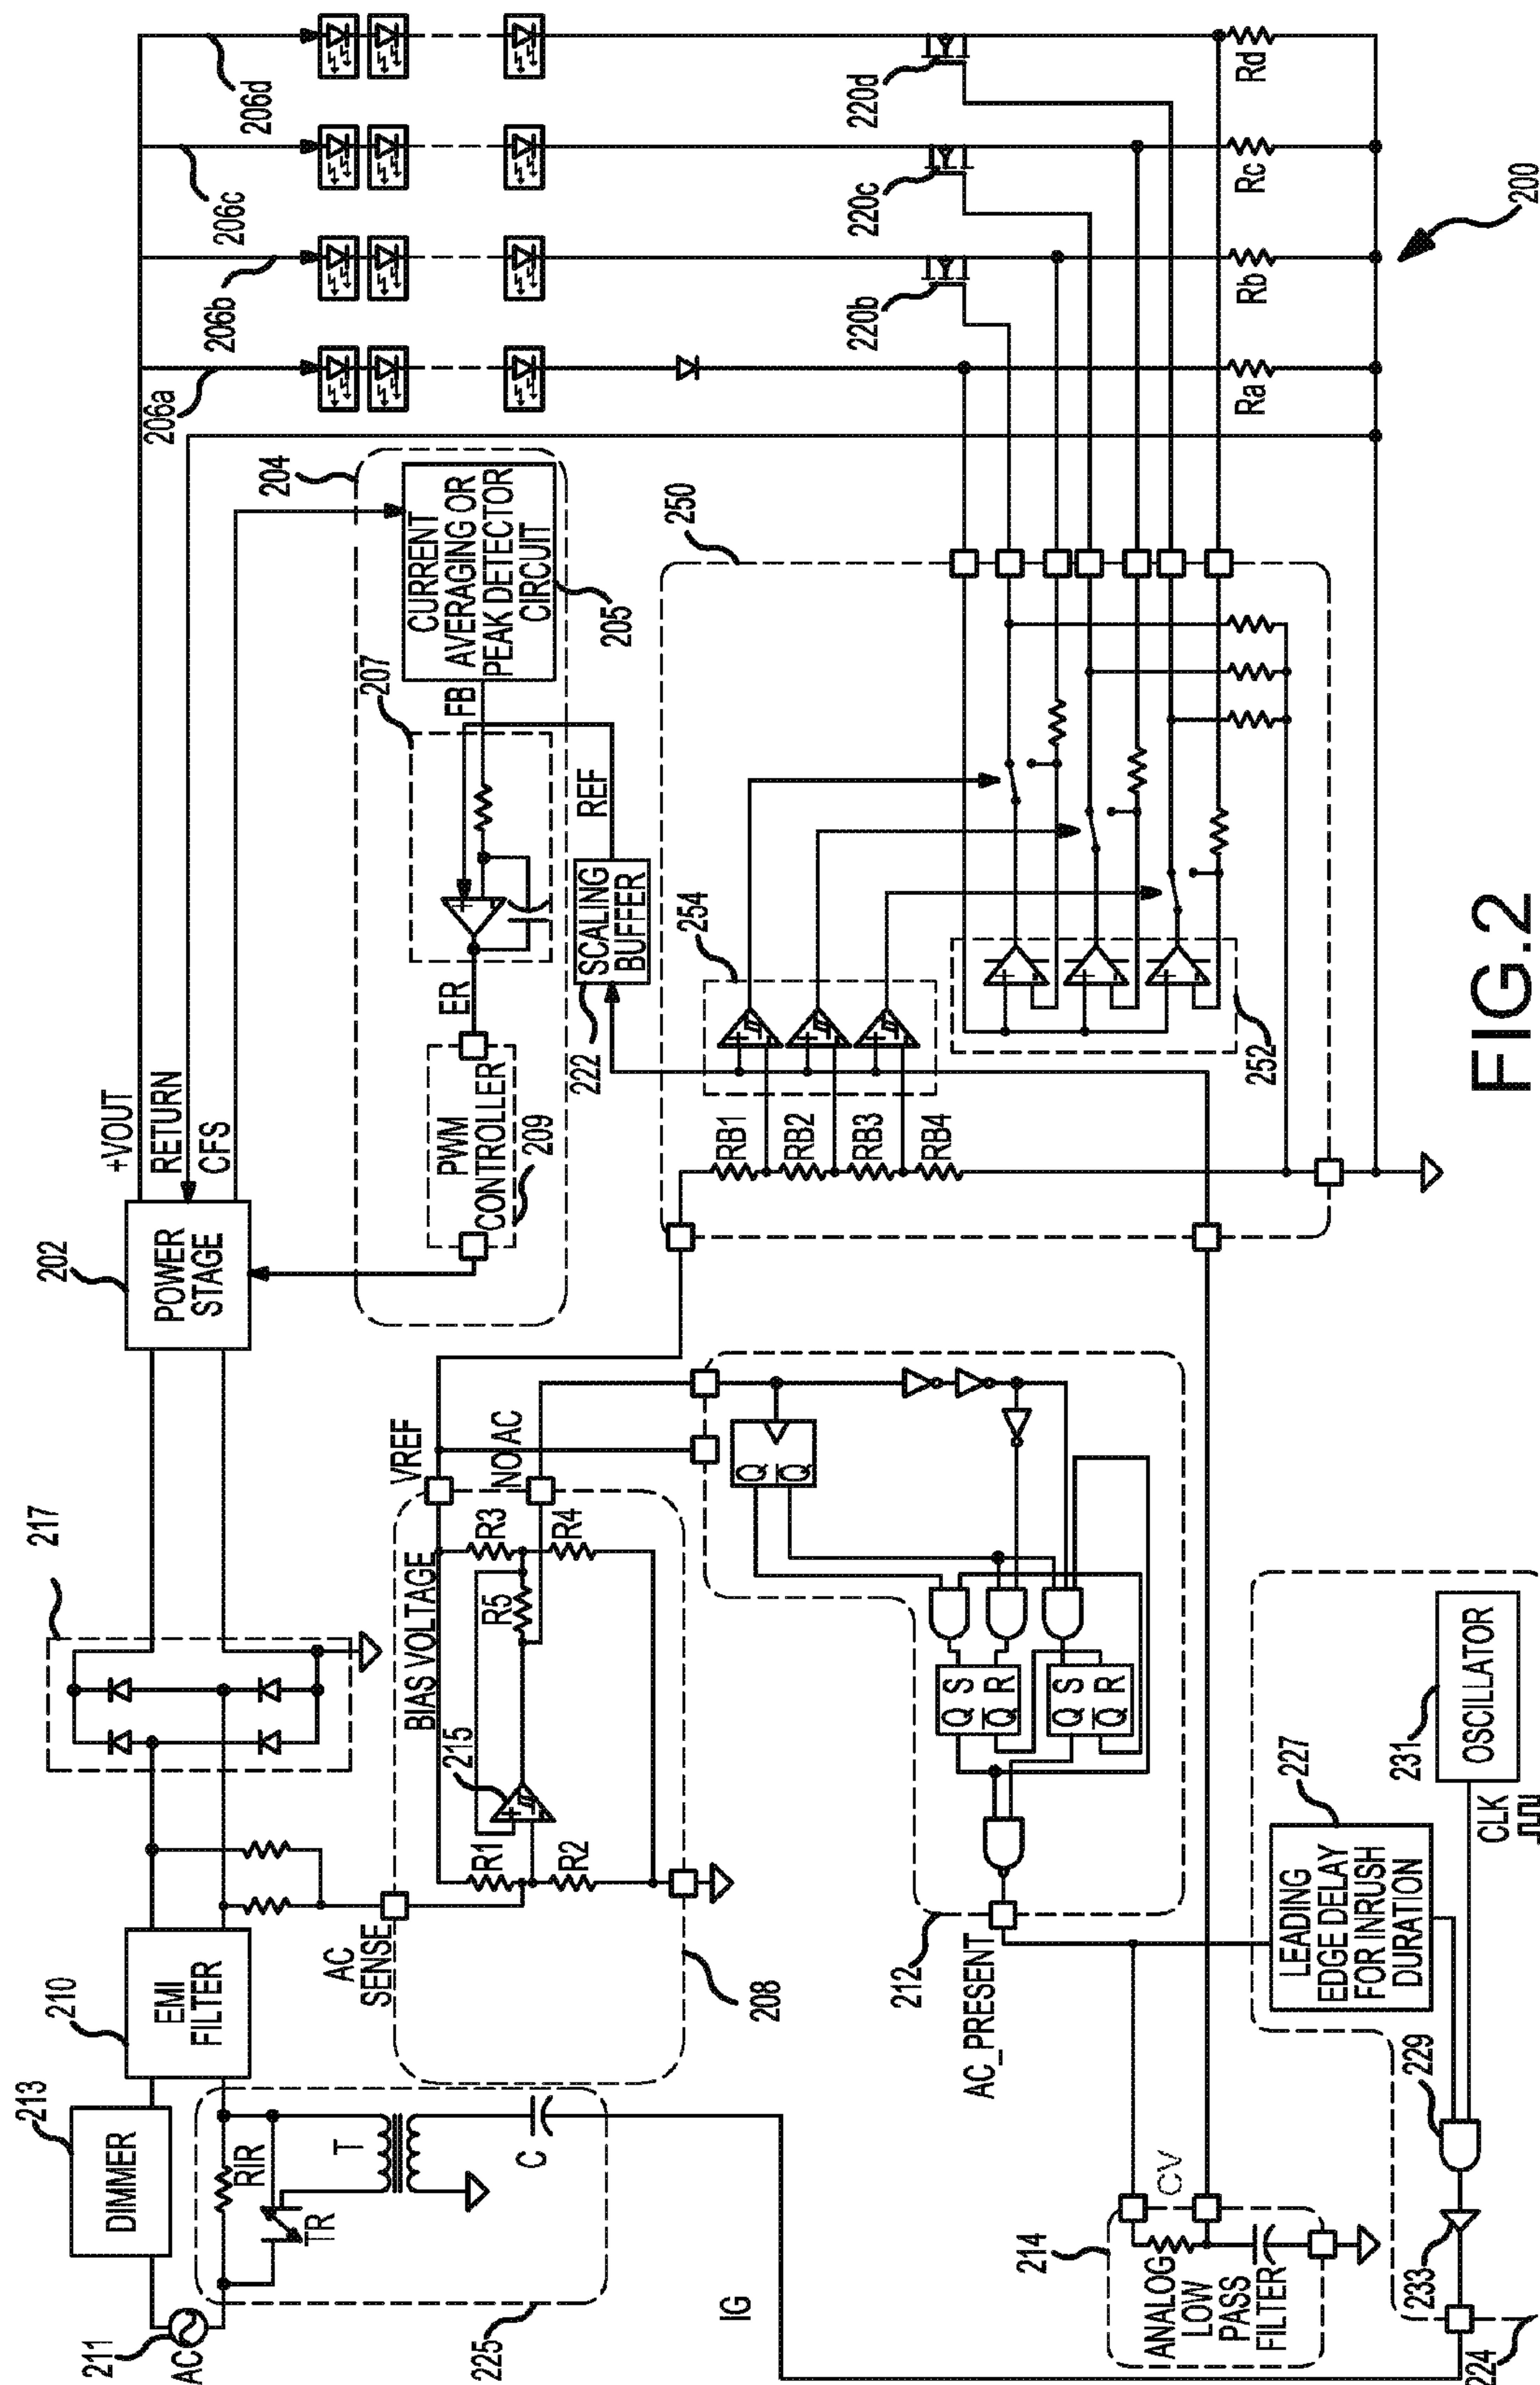 211
AC
213
DIMMER
210
EMI
FILTER
217
202
POWER
STAGE
+VOUT
RETURN
CFS
206a
206b
206c
206d
RIR
TR
T
C
225
IG
AC
SENSE
208
BIAS VOLTAGE
215
R1
R2
R3
R4
R5
VREF
NO AC
204
CURRENT
AVERAGING OR
PEAK DETECTOR
CIRCUIT
205
207
FB
REF
ER
PWM
CONTROLLER
209
222
SCALING
BUFFER
250
254
252
RB1
RB2
RB3
RB4
220b
220c
220d
Ra
Rb
Rc
Rd
200
Q
Q
Q S
Q R
Q S
Q R
212
AC_PRESENT
CV
214
ANALOG
LOW
PASS
FILTER
LEADING
EDGE DELAY
FOR INRUSH
DURATION
227
231
OSCILLATOR
CLK
229
233
224
FIG.2